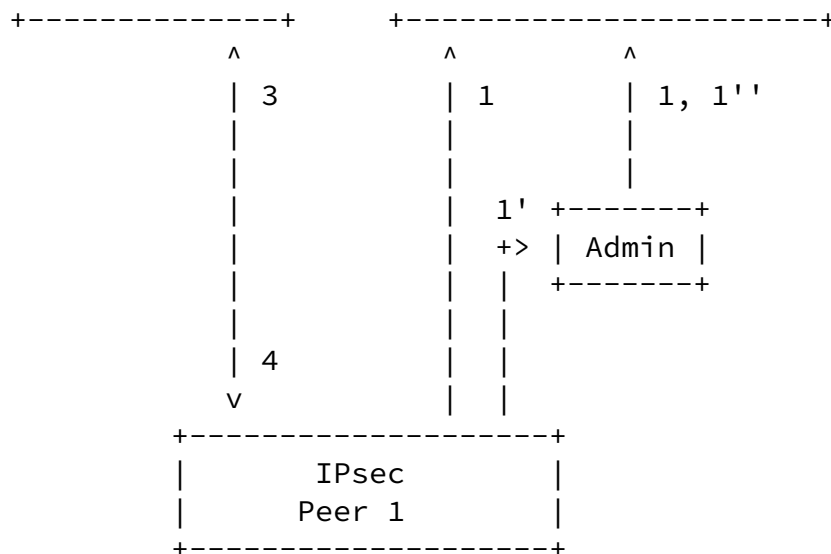 +--------------+     +-----------------------+
^           ^         ^
| 3         | 1       | 1, 1''
|           |         |
|           |         |
|           |  1' +-------+
|           |  +> | Admin |
|           |  |  +-------+
|           |  |
| 4         |  |
v           |  |
+--------------------+
|       IPsec        |
|      Peer 1        |
+--------------------+